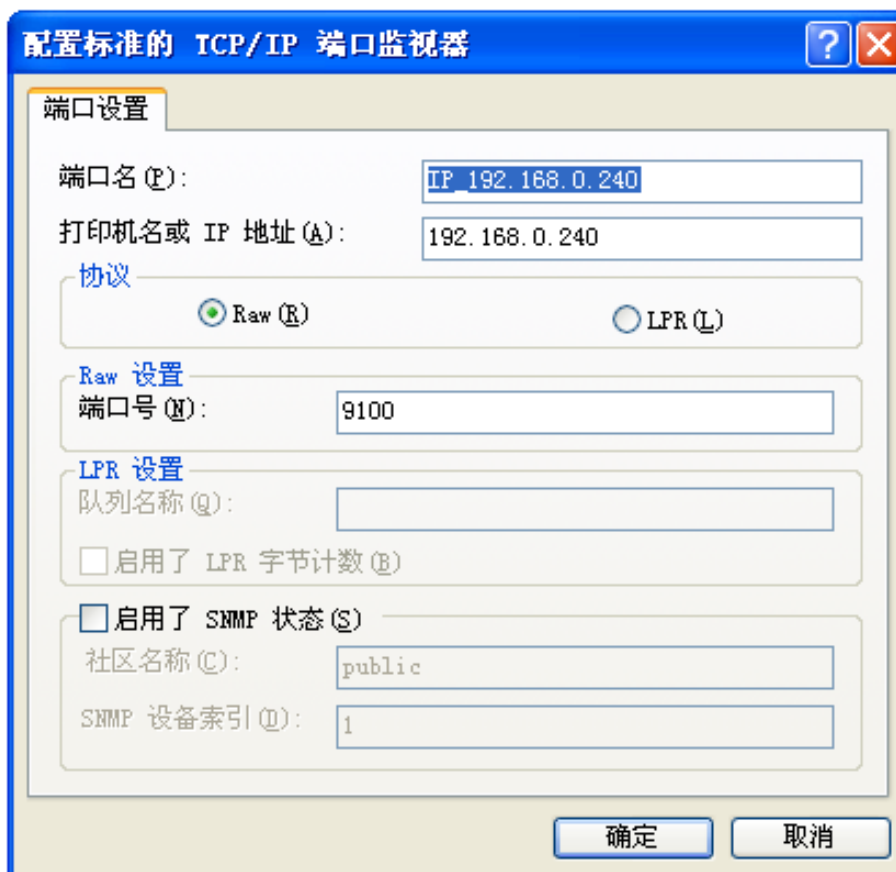 配置标准的 TCP/IP 端口监视器
端口设置
端口名(P): IP_192.168.0.240
打印机名或 IP 地址(A): 192.168.0.240
协议
Raw(R) LPR(L)
Raw 设置
端口号(N): 9100
LPR 设置
队列名称(Q):
启用了 LPR 字节计数(B)
启用了 SNMP 状态(S)
社区名称(C): public
SNMP 设备索引(D): 1
确定 取消